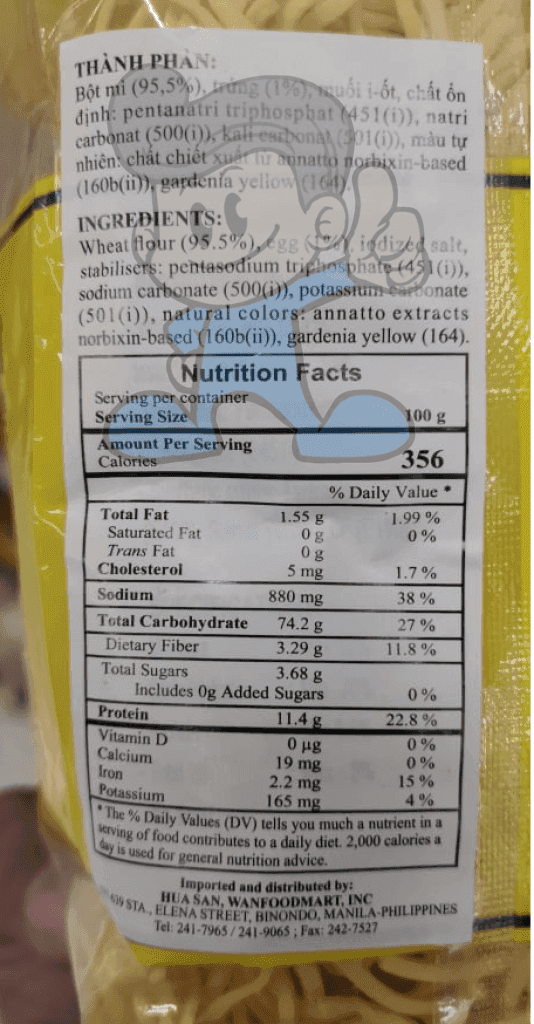 THÀNH PHẦN:
Bột mì (95,5%), trứng (1%), muối i-ốt, chất ổn
định: pentanatri triphosphat (451(i)), natri
carbonat (500(i)), kali carbonat (501(i)), màu tự
nhiên: chất chiết xuất từ annatto norbixin-based
(160b(ii)), gardenia yellow (164).
INGREDIENTS:
Wheat flour (95.5%), egg (1%), iodized salt,
stabilisers: pentasodium triphosphate (451(i)),
sodium carbonate (500(i)), potassium carbonate
(501(i)), natural colors: annatto extracts
norbixin-based (160b(ii)), gardenia yellow (164).
Nutrition Facts
Serving per container
Serving Size 100 g
Amount Per Serving
Calories 356
% Daily Value *
Total Fat 1.55 g 1.99 %
Saturated Fat 0 g 0 %
Trans Fat 0 g
Cholesterol 5 mg 1.7 %
Sodium 880 mg 38 %
Total Carbohydrate 74.2 g 27 %
Dietary Fiber 3.29 g 11.8 %
Total Sugars 3.68 g
Includes 0g Added Sugars 0 %
Protein 11.4 g 22.8 %
Vitamin D 0 µg 0 %
Calcium 19 mg 0 %
Iron 2.2 mg 15 %
Potassium 165 mg 4 %
* The % Daily Values (DV) tells you much a nutrient in a
serving of food contributes to a daily diet. 2,000 calories a
day is used for general nutrition advice.
Imported and distributed by:
HUA SAN, WANFOODMART, INC
STA., ELENA STREET, BINONDO, MANILA-PHILIPPINES
Tel: 241-7965 / 241-9065 ; Fax: 242-7527